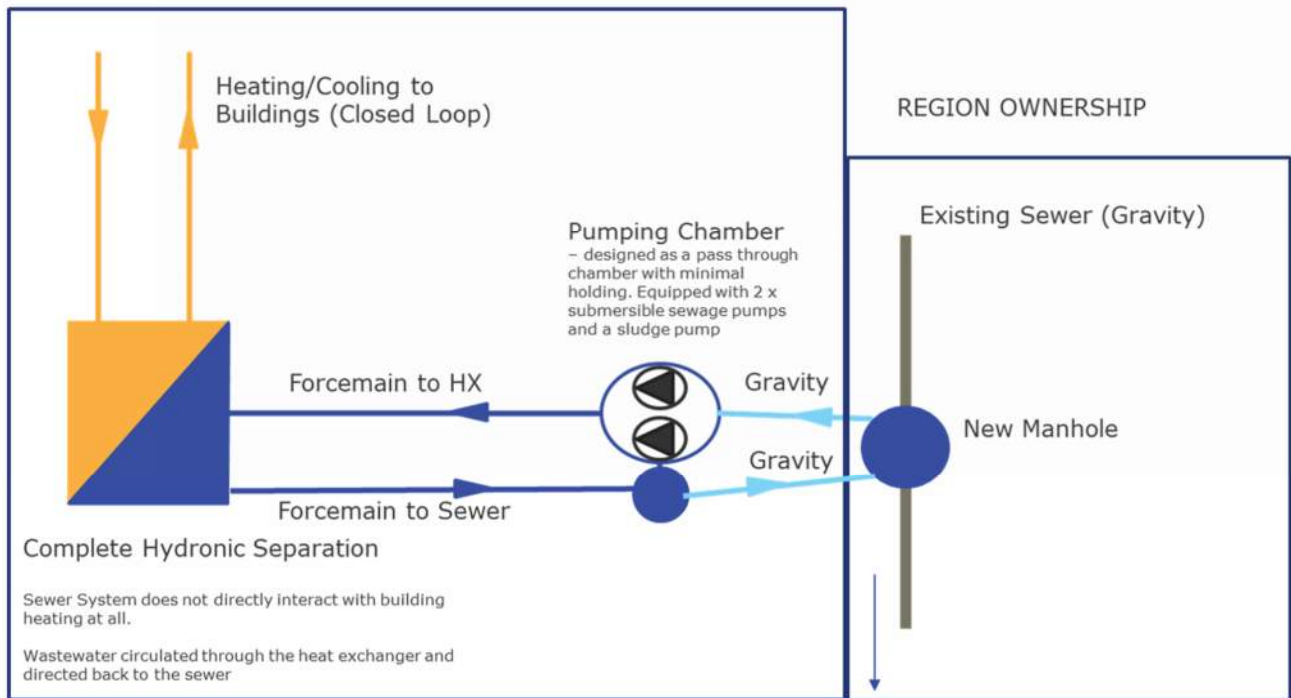 Heating/Cooling to
Buildings (Closed Loop)
REGION OWNERSHIP
Existing Sewer (Gravity)
Pumping Chamber
– designed as a pass through
chamber with minimal
holding. Equipped with 2 x
submersible sewage pumps
and a sludge pump
Forcemain to HX
Gravity
New Manhole
Gravity
Forcemain to Sewer
Complete Hydronic Separation
Sewer System does not directly interact with building
heating at all.
Wastewater circulated through the heat exchanger and
directed back to the sewer